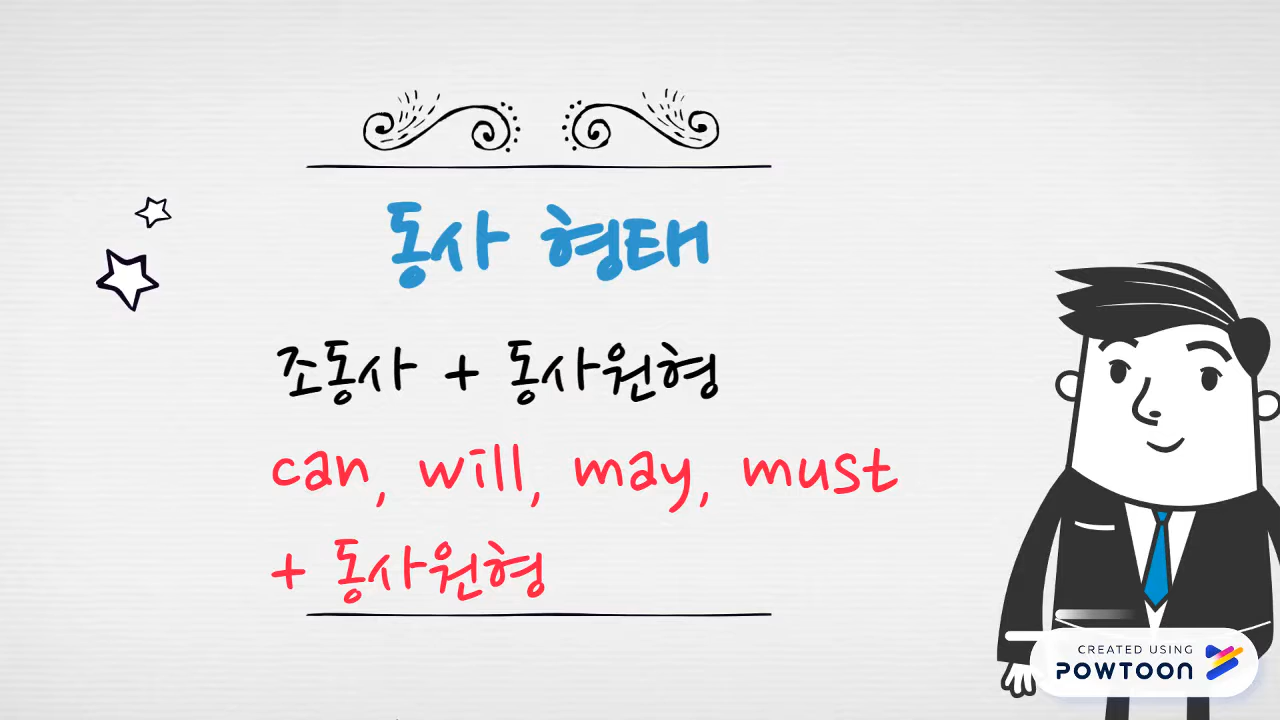 동사 형태
조동사 + 동사원형
can, will, may, must
+ 동사원형
CREATED USING
POWTOON